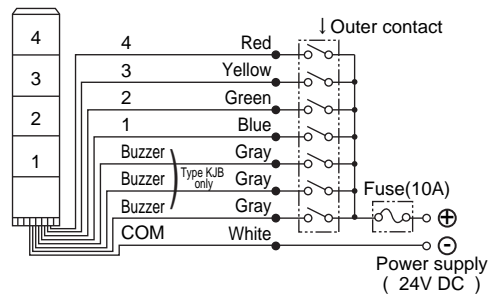 ↓Outer contact
4 4 Red
3 3 Yellow
2 2 Green
1 1 Blue
Buzzer Gray
Buzzer Type KJB only Gray
Buzzer Gray
Fuse(10A)
COM White
⊕
⊖
Power supply
( 24V DC )